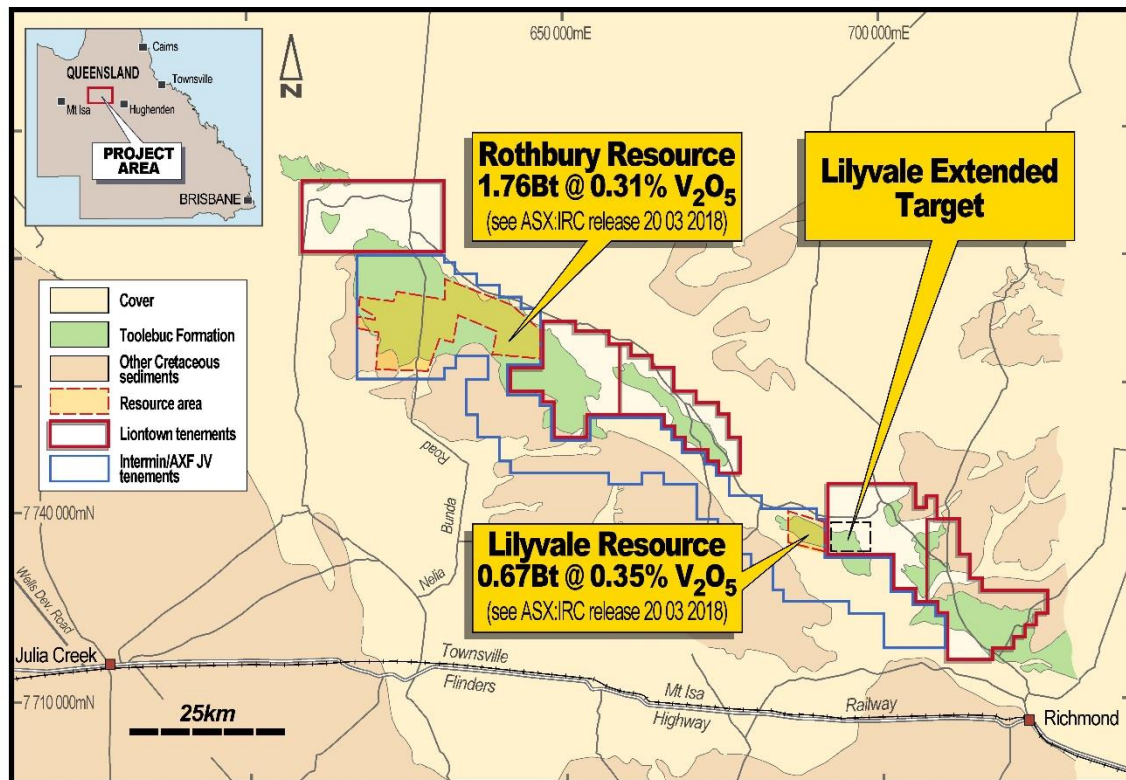 650 000mE
700 000mE
Cairns
QUEENSLAND
Townsville
Mt Isa
Hughenden
PROJECT
AREA
BRISBANE
N
Rothbury Resource
1.76Bt @ 0.31% V₂O₅
(see ASX:IRC release 20 03 2018)
Lilyvale Extended
Target
Cover
Toolebuc Formation
Other Cretaceous
sediments
Resource area
Liontown tenements
Intermin/AXF JV
tenements
Road
Bunda
Nelia
7 740 000mN
Lilyvale Resource
0.67Bt @ 0.35% V₂O₅
(see ASX:IRC release 20 03 2018)
Wells Dev. Road
Julia Creek
Townsville
Flinders
Mt Isa
Highway
Railway
Richmond
7 710 000mN
25km